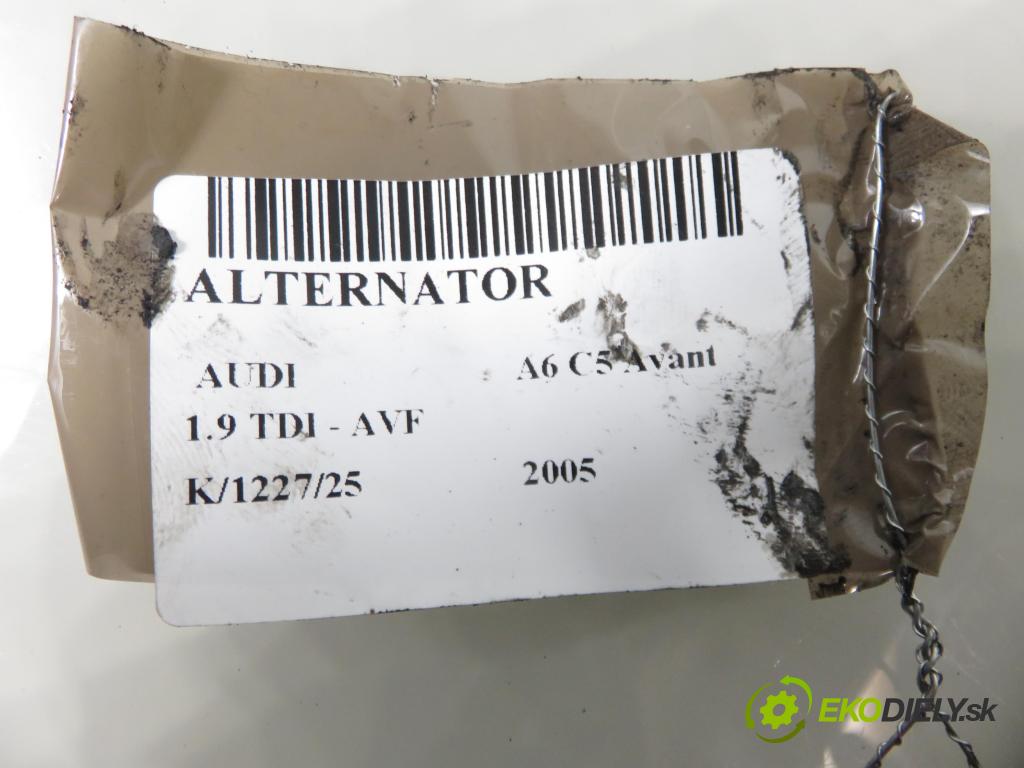 ALTERNATOR
AUDI A6 C5 Avant
1.9 TDI - AVF
K/1227/25 2005
EKODIELY.sk